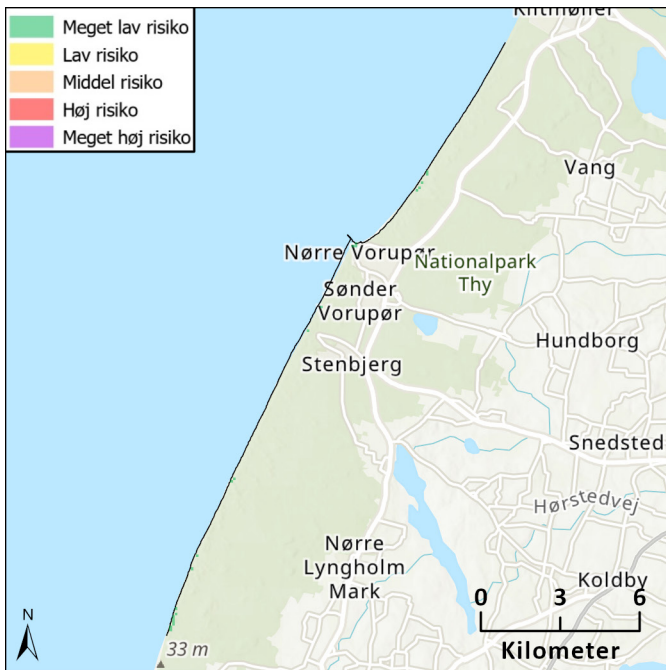 Meget lav risiko
Lav risiko
Middel risiko
Høj risiko
Meget høj risiko
Klitmøller
Vang
Nørre Vorupør
Nationalpark
Thy
Sønder
Vorupør
Hundborg
Stenbjerg
Snedsted
Hørstedvej
Nørre
Lyngholm
Mark
Koldby
0 3 6
Kilometer
N
33 m